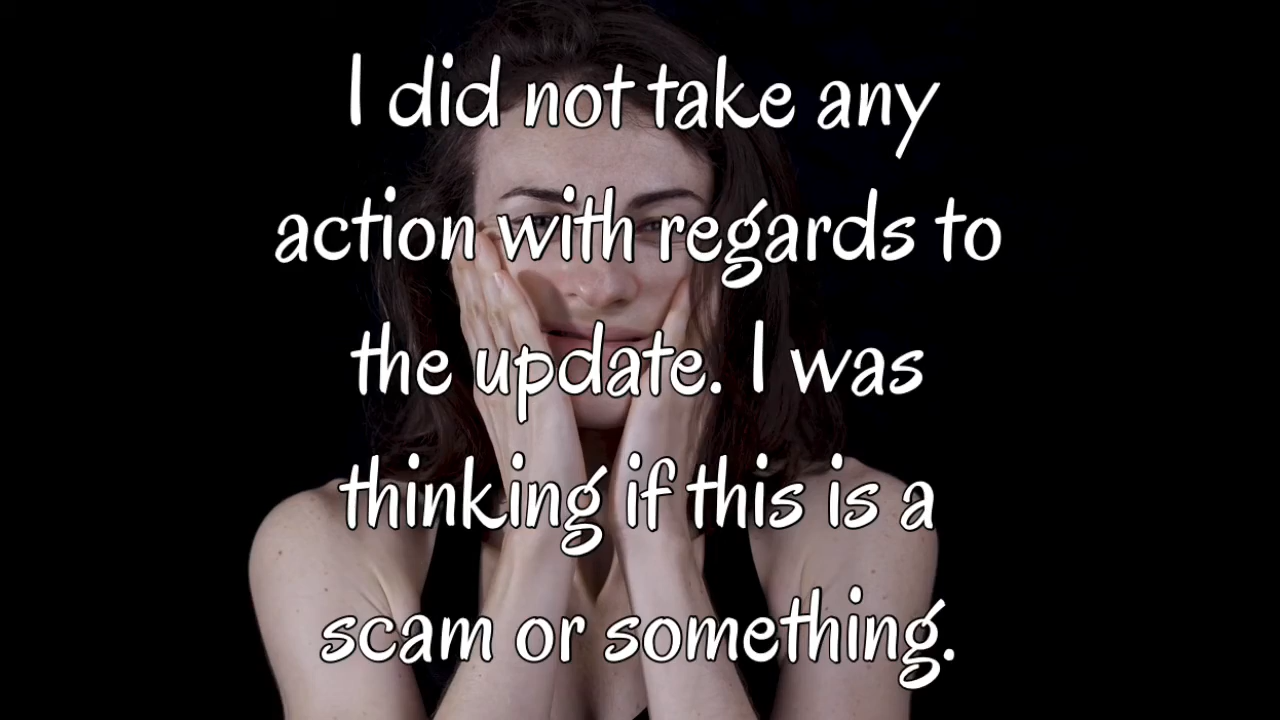 I did not take any
action with regards to
the update. I was
thinking if this is a
scam or something.